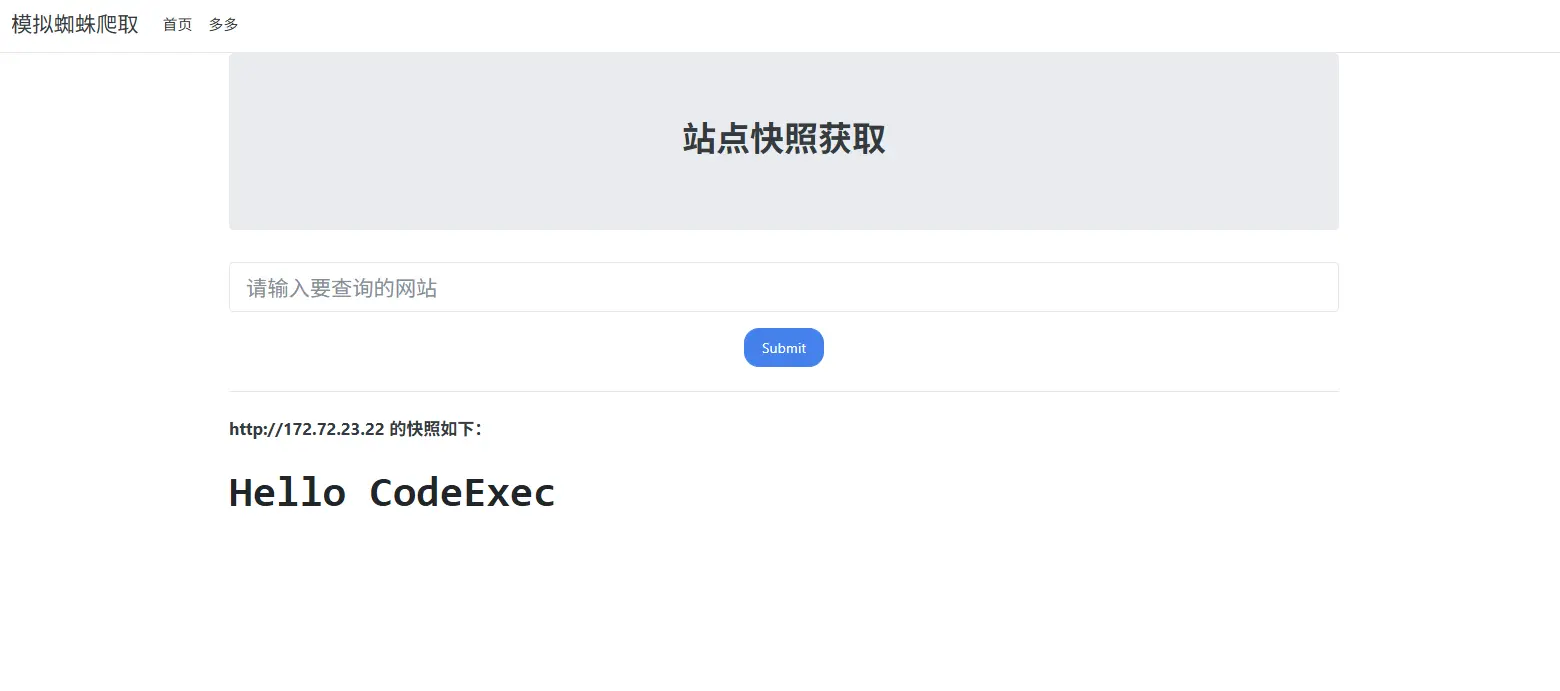 模拟蜘蛛爬取 首页 多多
站点快照获取
请输入要查询的网站
Submit
http://172.72.23.22 的快照如下：
Hello CodeExec